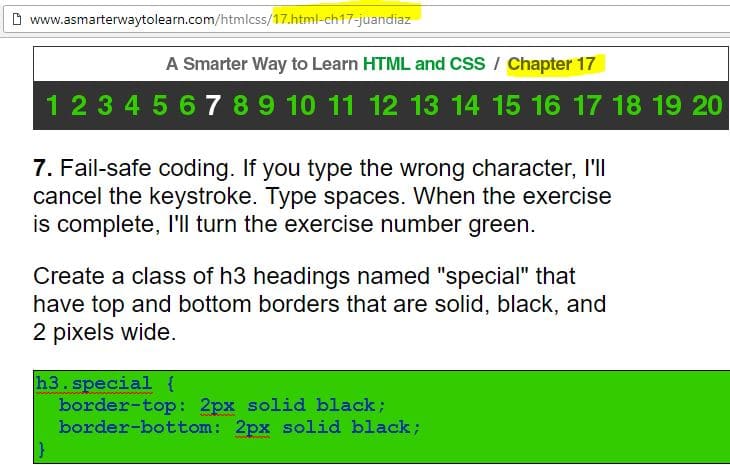 www.asmarterwaytolearn.com/htmlcss/17.html-ch17-juandiaz
A Smarter Way to Learn HTML and CSS / Chapter 17
1 2 3 4 5 6 7 8 9 10 11 12 13 14 15 16 17 18 19 20
7. Fail-safe coding. If you type the wrong character, I'll
cancel the keystroke. Type spaces. When the exercise
is complete, I'll turn the exercise number green.
Create a class of h3 headings named "special" that
have top and bottom borders that are solid, black, and
2 pixels wide.
h3.special {
  border-top: 2px solid black;
  border-bottom: 2px solid black;
}